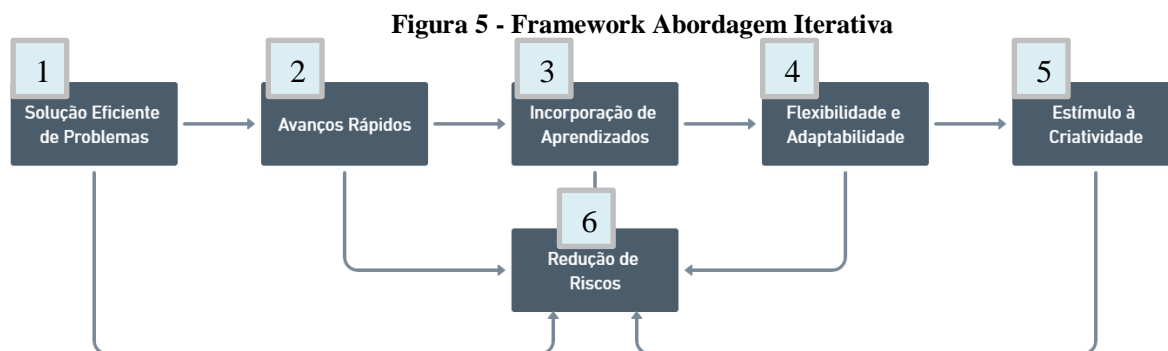 Figura 5 - Framework Abordagem Iterativa
1
Solução Eficiente
de Problemas
2
Avanços Rápidos
3
Incorporação de
Aprendizados
4
Flexibilidade e
Adaptabilidade
5
Estímulo à
Criatividade
6
Redução de
Riscos